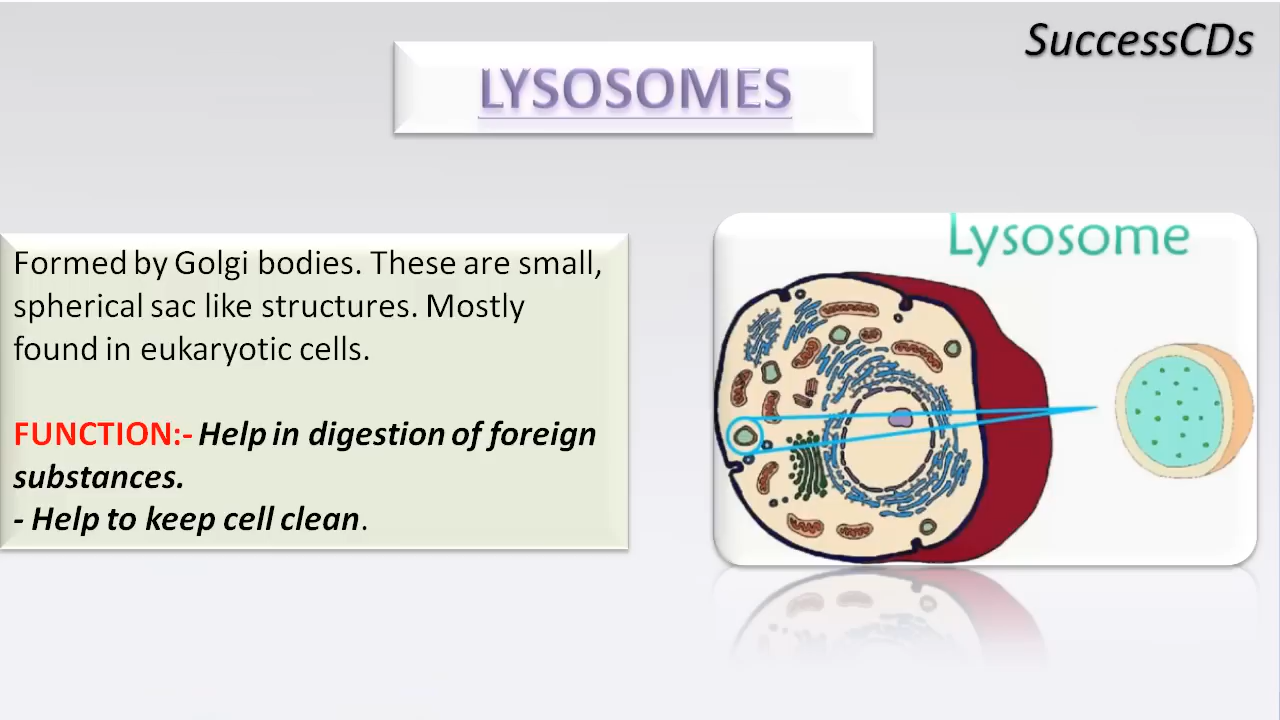 SuccessCDs
LYSOSOMES
Formed by Golgi bodies. These are small,
spherical sac like structures. Mostly
found in eukaryotic cells.
FUNCTION:- Help in digestion of foreign
substances.
- Help to keep cell clean.
Lysosome